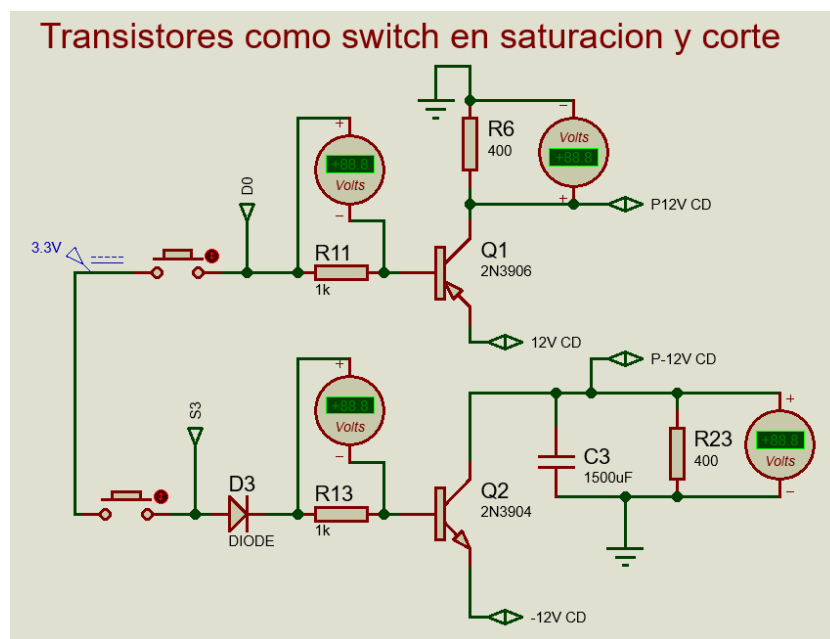 Transistores como switch en saturacion y corte
R6
400
Volts
+88.8
+88.8
Volts
D0
P12V CD
3.3V
R11
1k
Q1
2N3906
12V CD
P-12V CD
S3
+88.8
Volts
D3
DIODE
R13
1k
Q2
2N3904
C3
1500uF
R23
400
+88.8
Volts
-12V CD